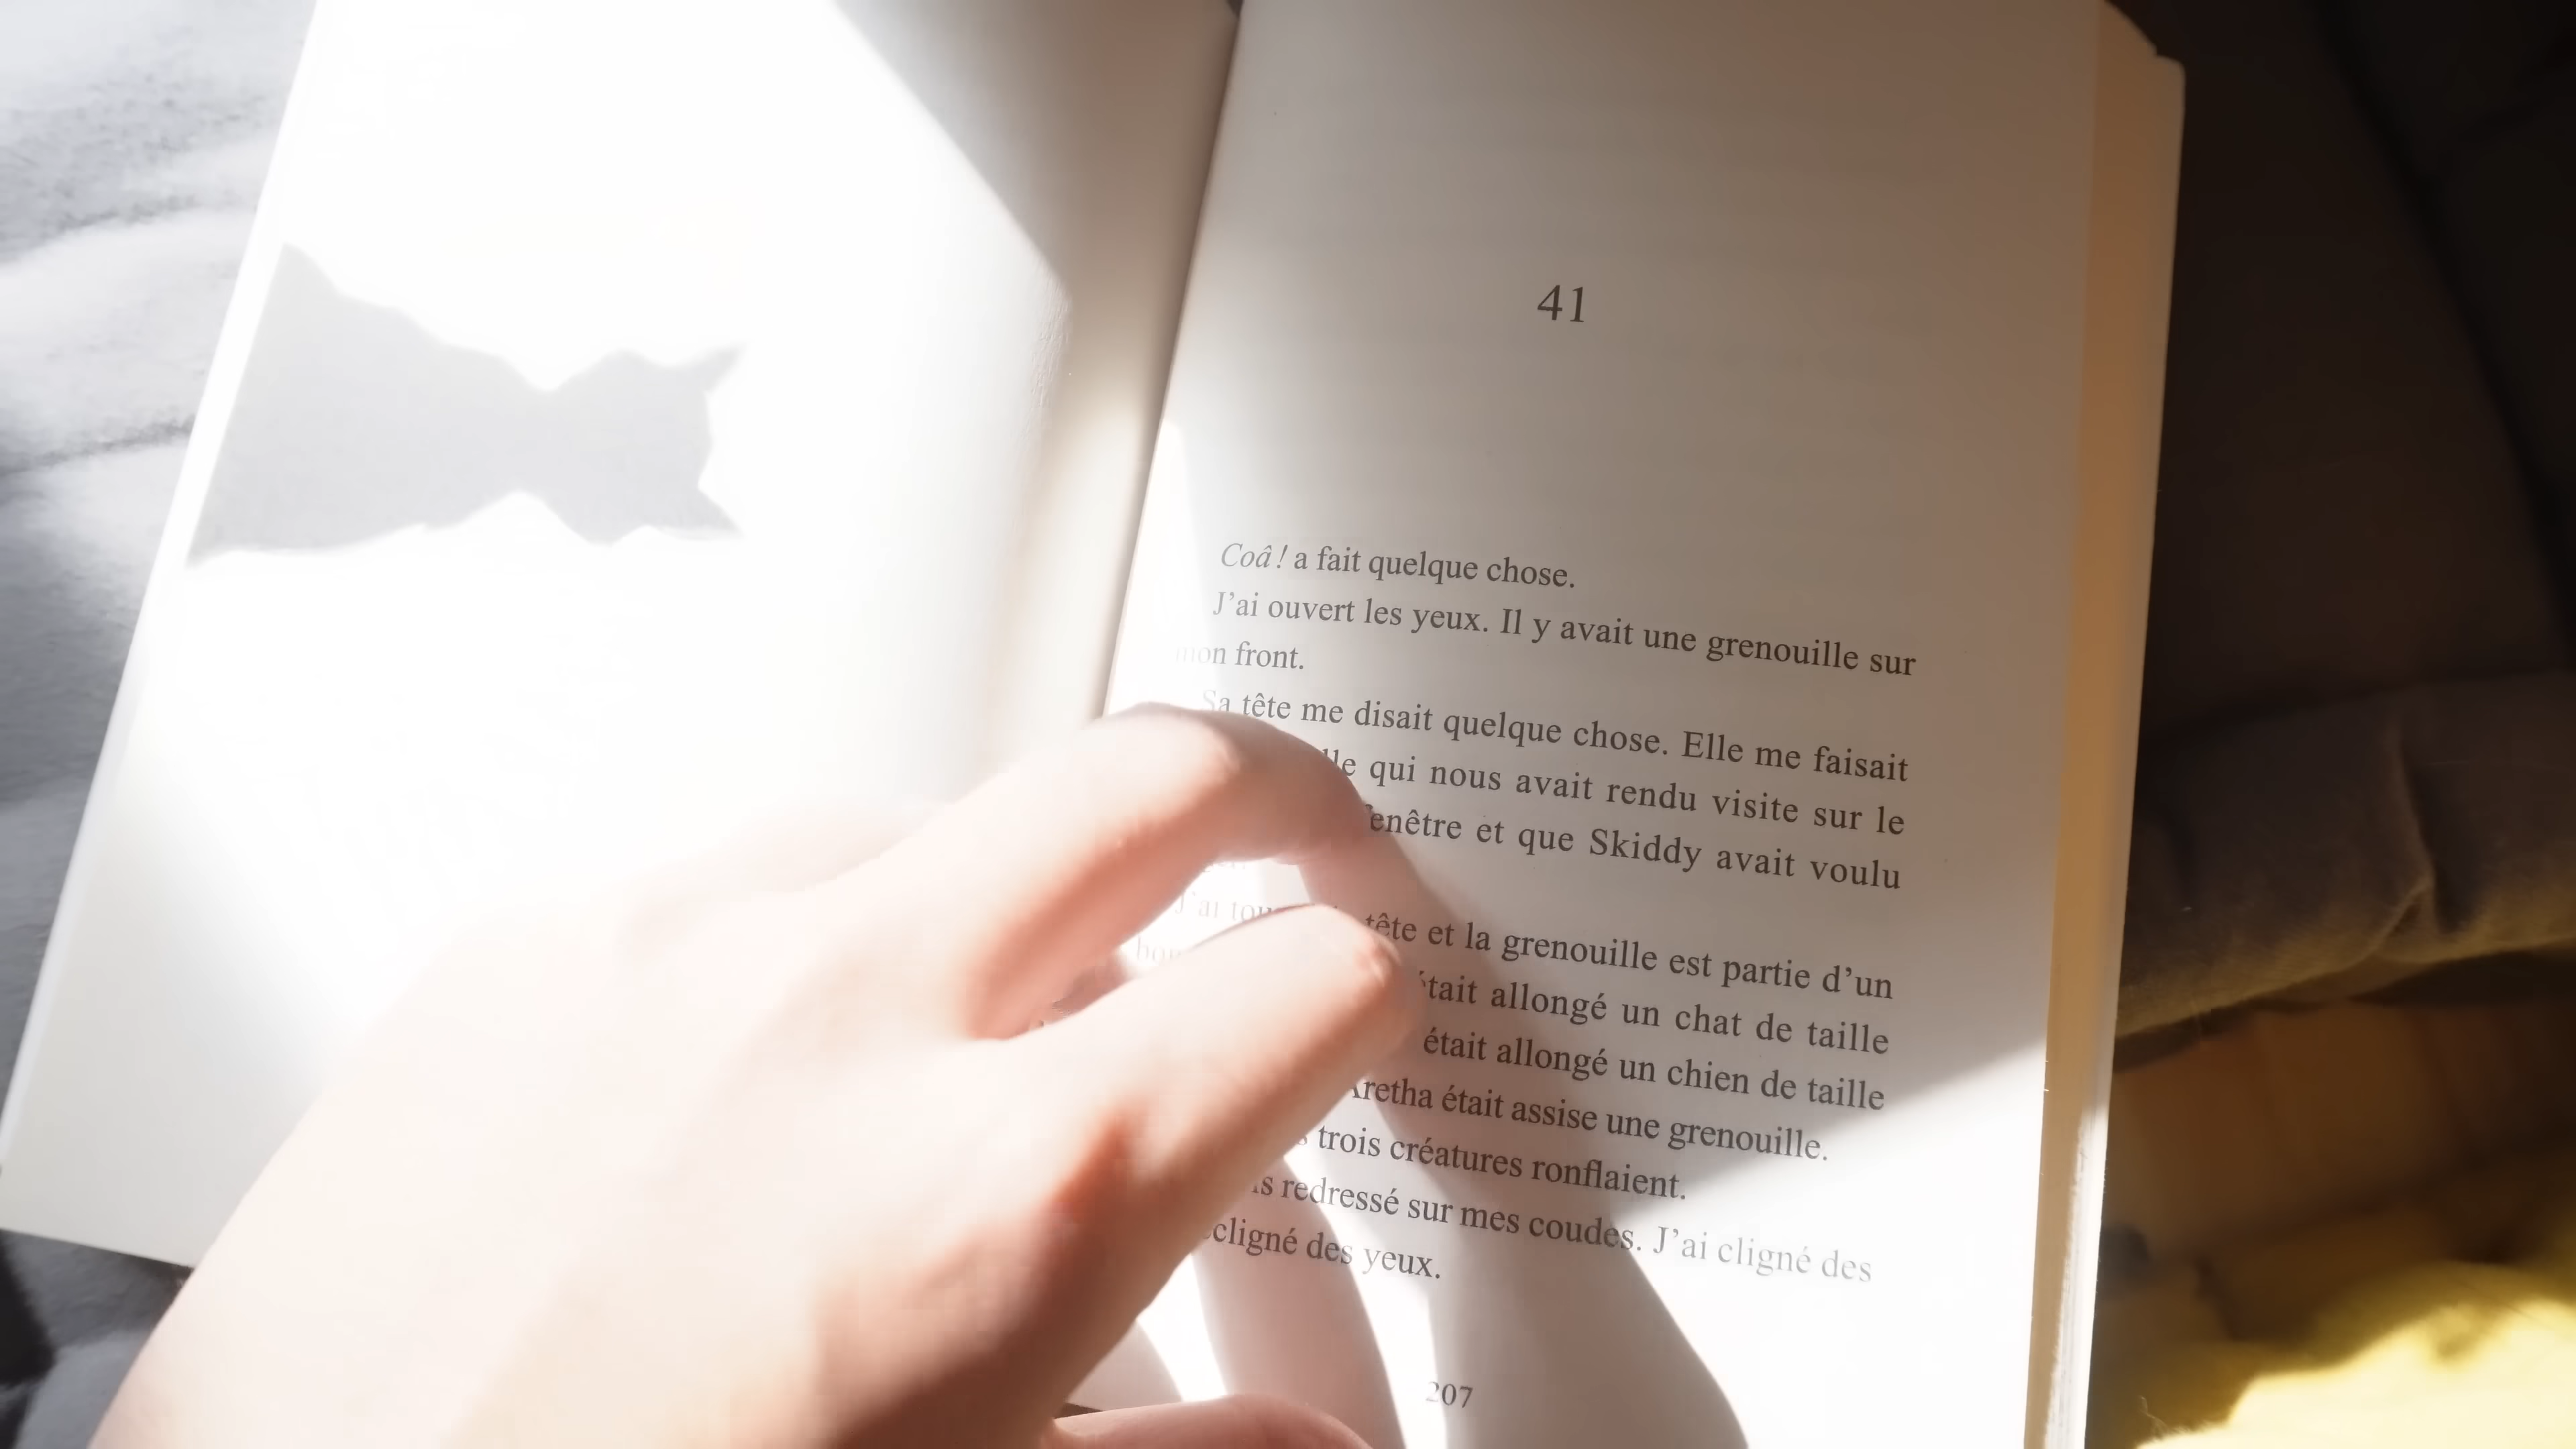 41
Coâ ! a fait quelque chose.
J'ai ouvert les yeux. Il y avait une grenouille sur
mon front.
Sa tête me disait quelque chose. Elle me faisait
qui nous avait rendu visite sur le
fenêtre et que Skiddy avait voulu
J'ai tête et la grenouille est partie d'un
était allongé un chat de taille
était allongé un chien de taille
Aretha était assise une grenouille.
trois créatures ronflaient.
redressé sur mes coudes. J'ai cligné des
cligné des yeux.
207